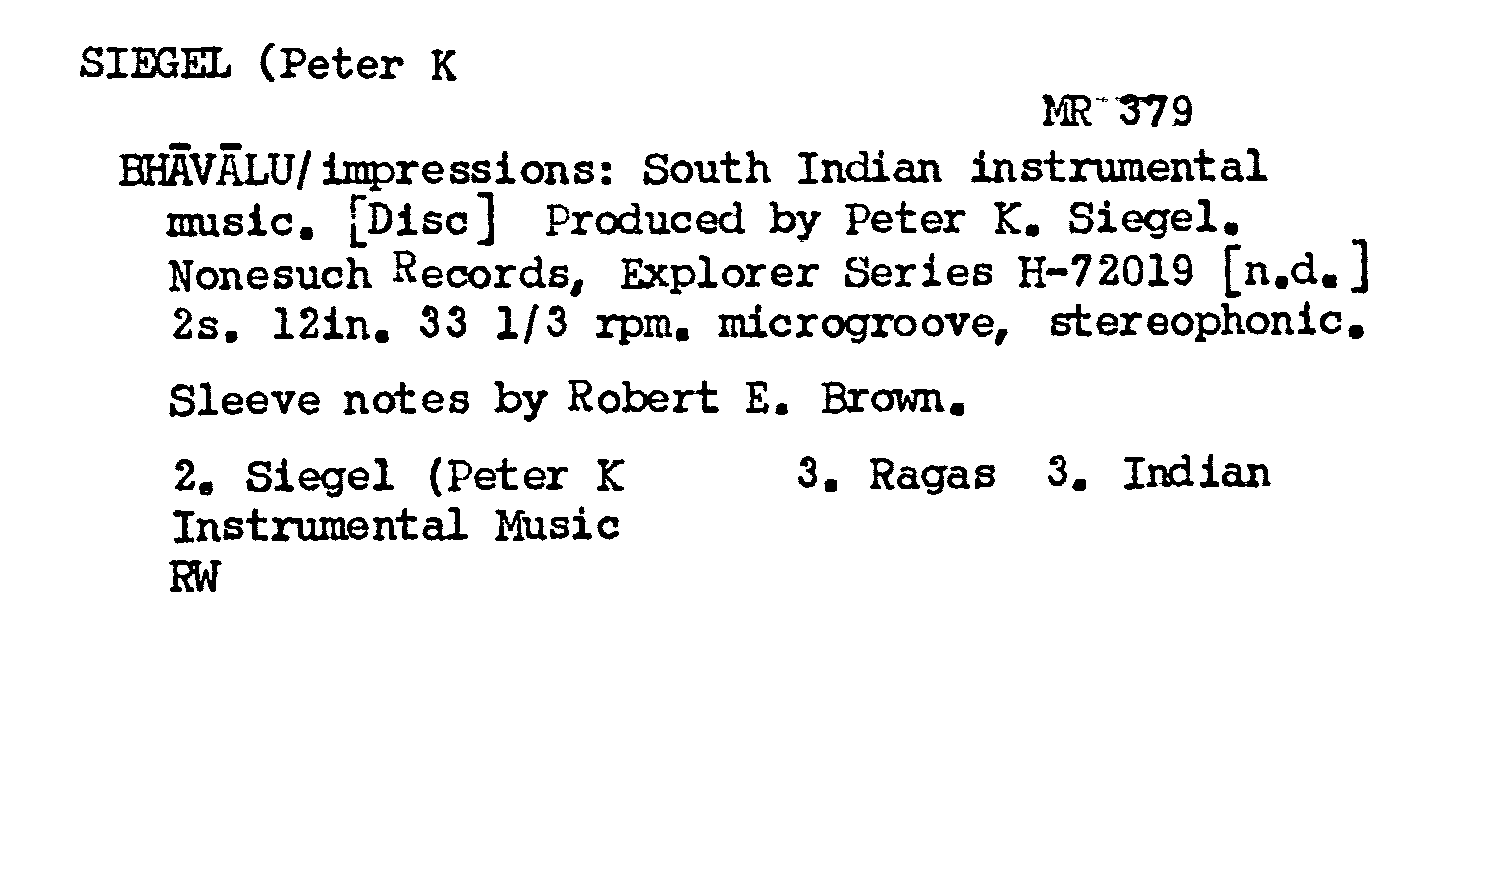 SIEGEL (Peter K
MR 379
BHĀVĀLU/impressions: South Indian instrumental
music. [Disc] Produced by Peter K. Siegel.
Nonesuch Records, Explorer Series H-72019 [n.d.]
2s. 12in. 33 1/3 rpm. microgroove, stereophonic.
Sleeve notes by Robert E. Brown.
2. Siegel (Peter K 3. Ragas 3. Indian
Instrumental Music
RW